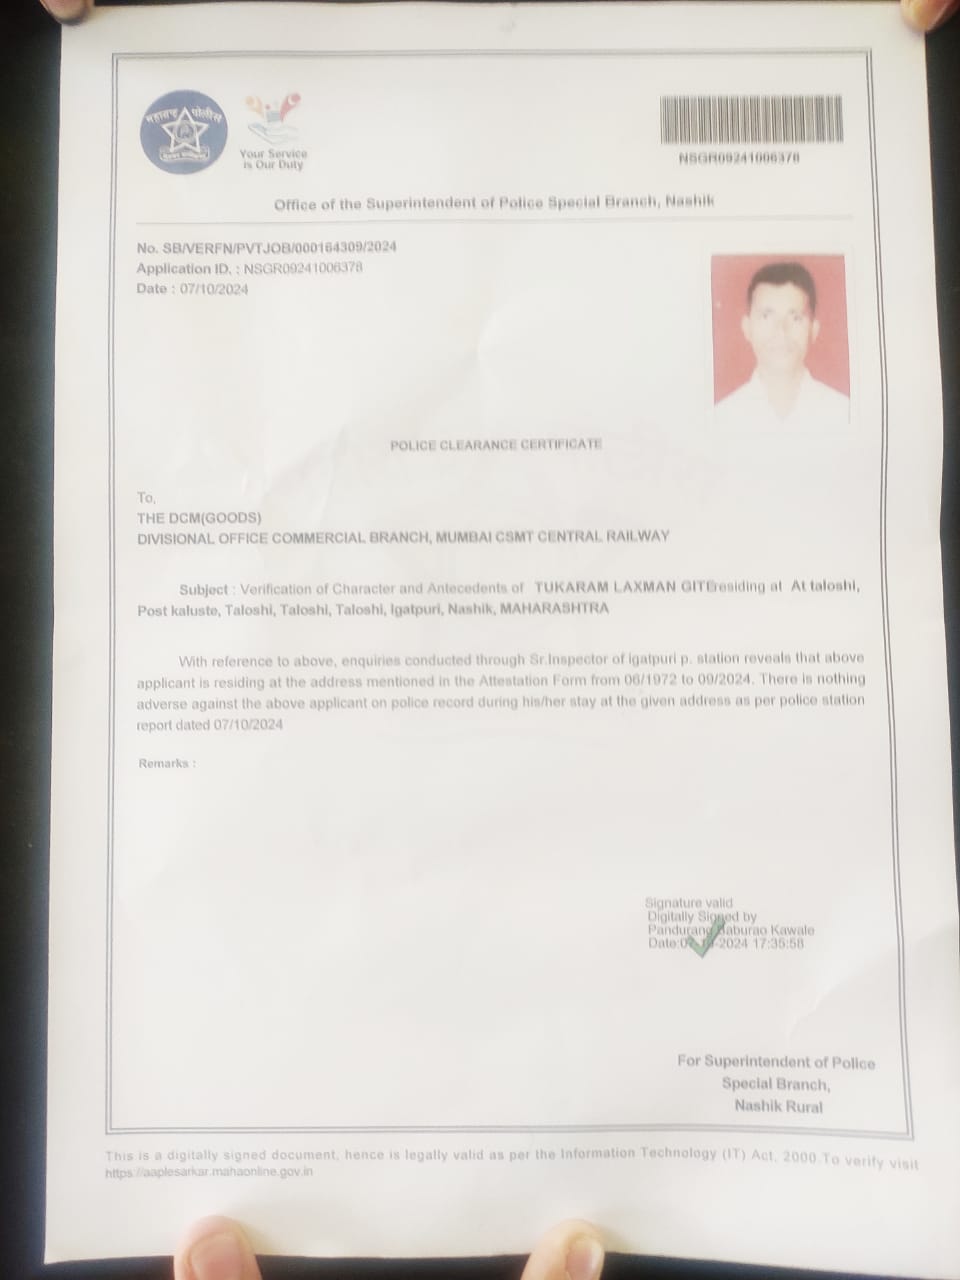 महाराष्ट्र पोलीस
Your Service
is Our Duty
NSGR09241006378
Office of the Superintendent of Police Special Branch, Nashik
No. SB/VERFN/PVTJOB/000164309/2024
Application ID. : NSGR09241006378
Date : 07/10/2024
POLICE CLEARANCE CERTIFICATE
To,
THE DCM(GOODS)
DIVISIONAL OFFICE COMMERCIAL BRANCH, MUMBAI CSMT CENTRAL RAILWAY
Subject : Verification of Character and Antecedents of TUKARAM LAXMAN GITEresiding at At taloshi,
Post kaluste, Taloshi, Taloshi, Taloshi, Igatpuri, Nashik, MAHARASHTRA
With reference to above, enquiries conducted through Sr.Inspector of igatpuri p. station reveals that above
applicant is residing at the address mentioned in the Attestation Form from 06/1972 to 09/2024. There is nothing
adverse against the above applicant on police record during his/her stay at the given address as per police station
report dated 07/10/2024
Remarks :
Signature valid
Digitally Signed by
Pandurang Baburao Kawale
Date:07-10-2024 17:35:58
For Superintendent of Police
Special Branch,
Nashik Rural
This is a digitally signed document, hence is legally valid as per the Information Technology (IT) Act, 2000.To verify visit
https://aaplesarkar.mahaonline.gov.in